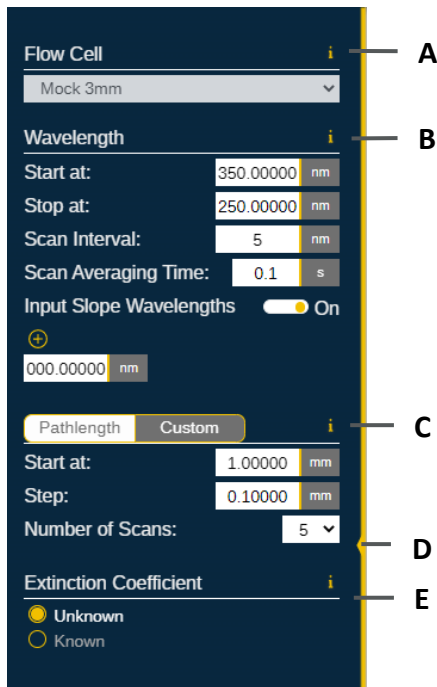 Flow Cell i A
Mock 3mm
Wavelength i B
Start at: 350.00000 nm
Stop at: 250.00000 nm
Scan Interval: 5 nm
Scan Averaging Time: 0.1 s
Input Slope Wavelengths On
000.00000 nm
Pathlength Custom i C
Start at: 1.00000 mm
Step: 0.10000 mm
Number of Scans: 5
D
Extinction Coefficient i E
Unknown
Known